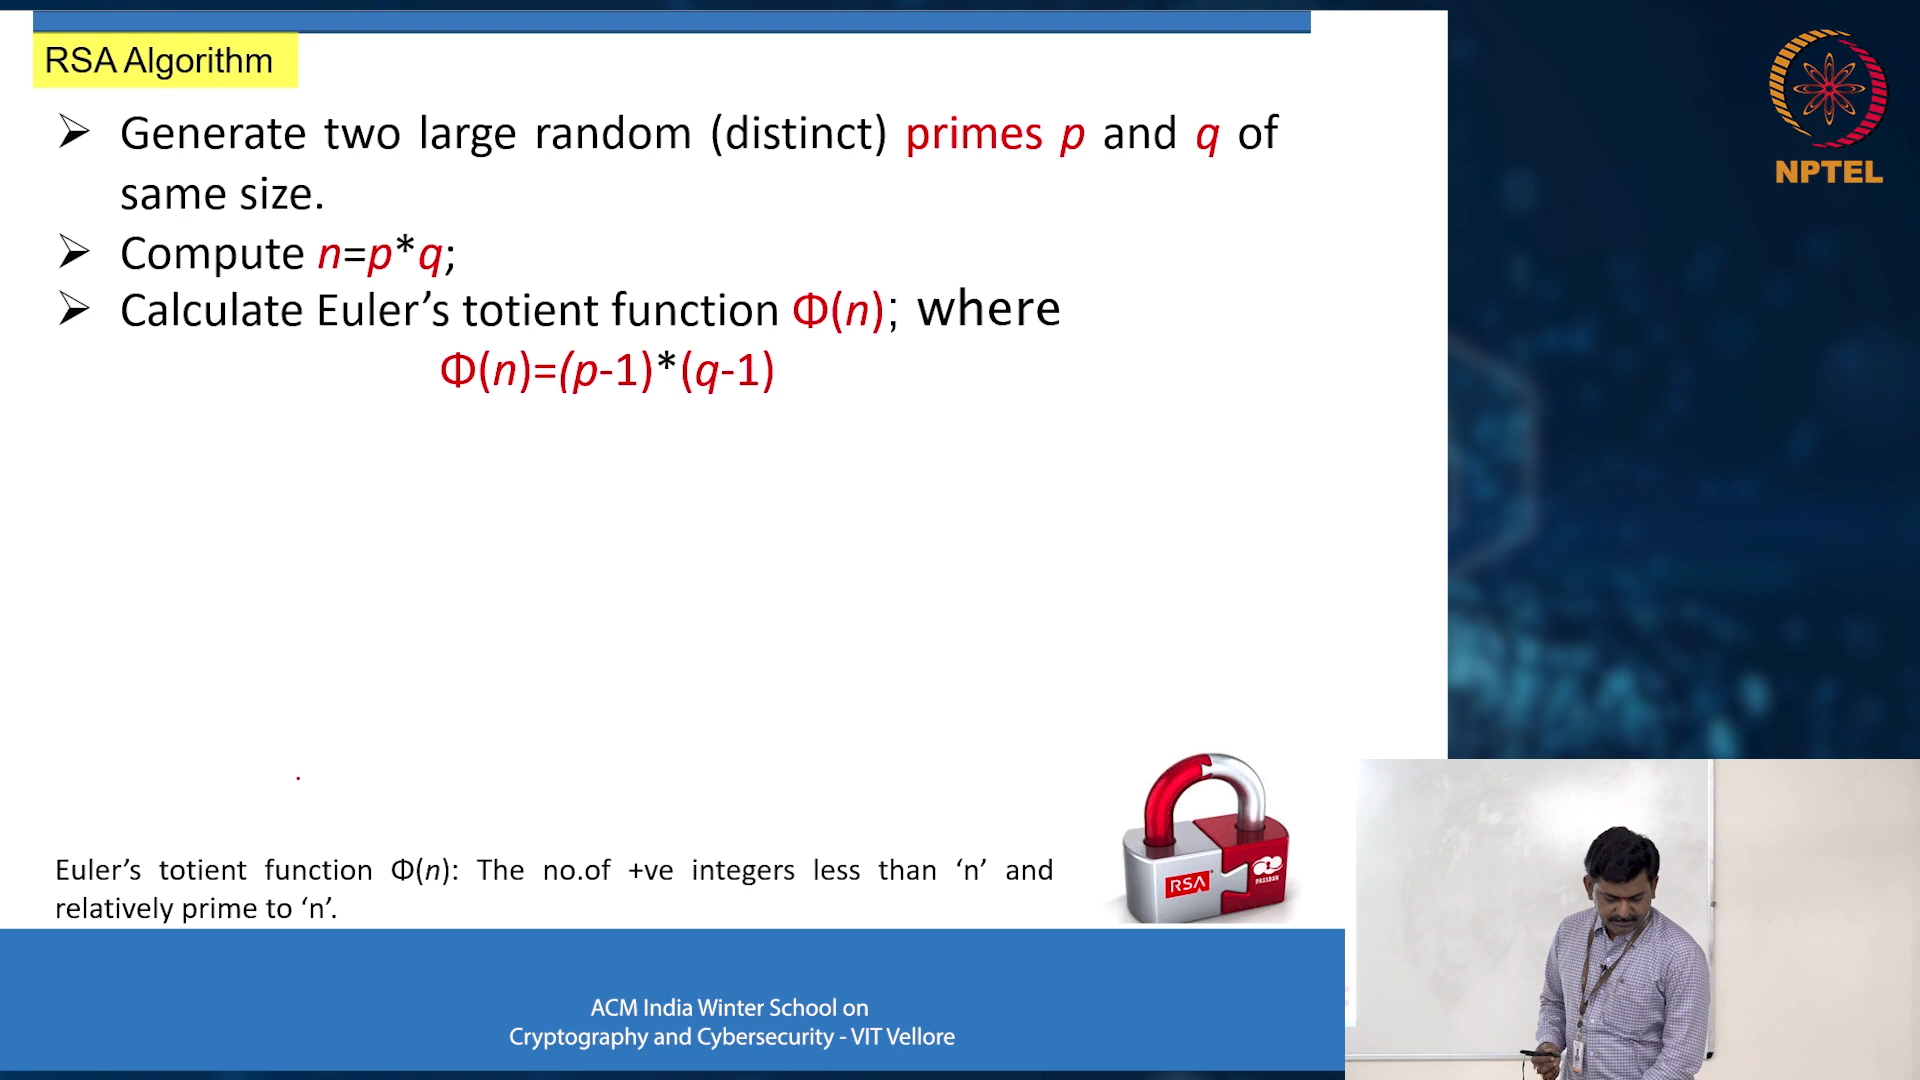 RSA Algorithm
➢ Generate two large random (distinct) primes p and q of
same size.
➢ Compute n=p*q;
➢ Calculate Euler’s totient function Φ(n); where
Φ(n)=(p-1)*(q-1)
Euler’s totient function Φ(n): The no.of +ve integers less than ‘n’ and
relatively prime to ‘n’.
RSA
PASSBAN
ACM India Winter School on
Cryptography and Cybersecurity - VIT Vellore
NPTEL